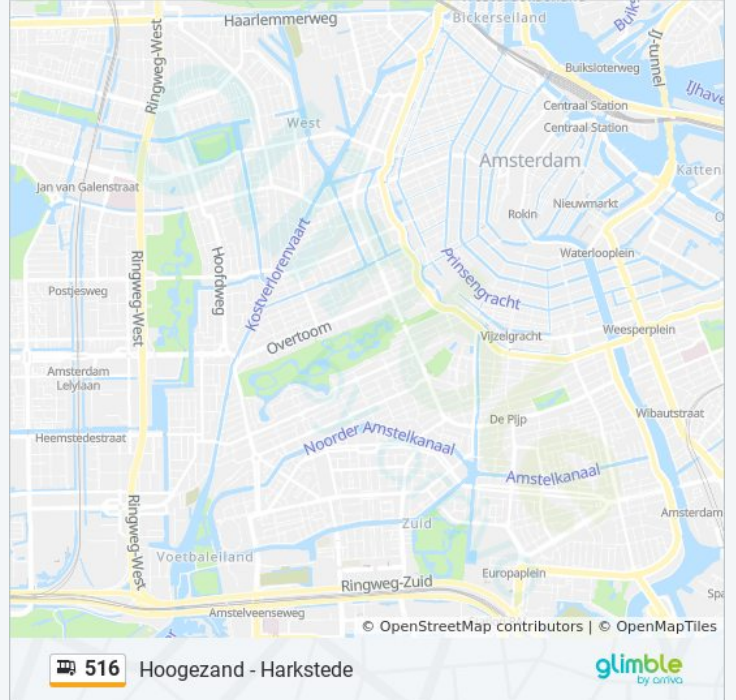 Haarlemmerweg
Bickerseiland
Buiks
IJ-tunnel
Ringweg-West
Buiksloterweg
IJhave
Centraal Station
West
Centraal Station
Amsterdam
Katten
Jan van Galenstraat
Nieuwmarkt
Rokin
Kostverlorenvaart
Hoofdweg
Ringweg-West
Prinsengracht
Waterlooplein
Postjesweg
Overtoom
Vijzelgracht
Weesperplein
Amsterdam
Lelylaan
De Pijp
Wibautstraat
Heemstedestraat
Noorder Amstelkanaal
Amstelkanaal
Ringweg-West
Zuid
Amsterdam
Voetbaleiland
Europaplein
Ringweg-Zuid
Spa
Amstelveenseweg
© OpenStreetMap contributors | © OpenMapTiles
516 Hoogezand - Harkstede
glimble
by arriva